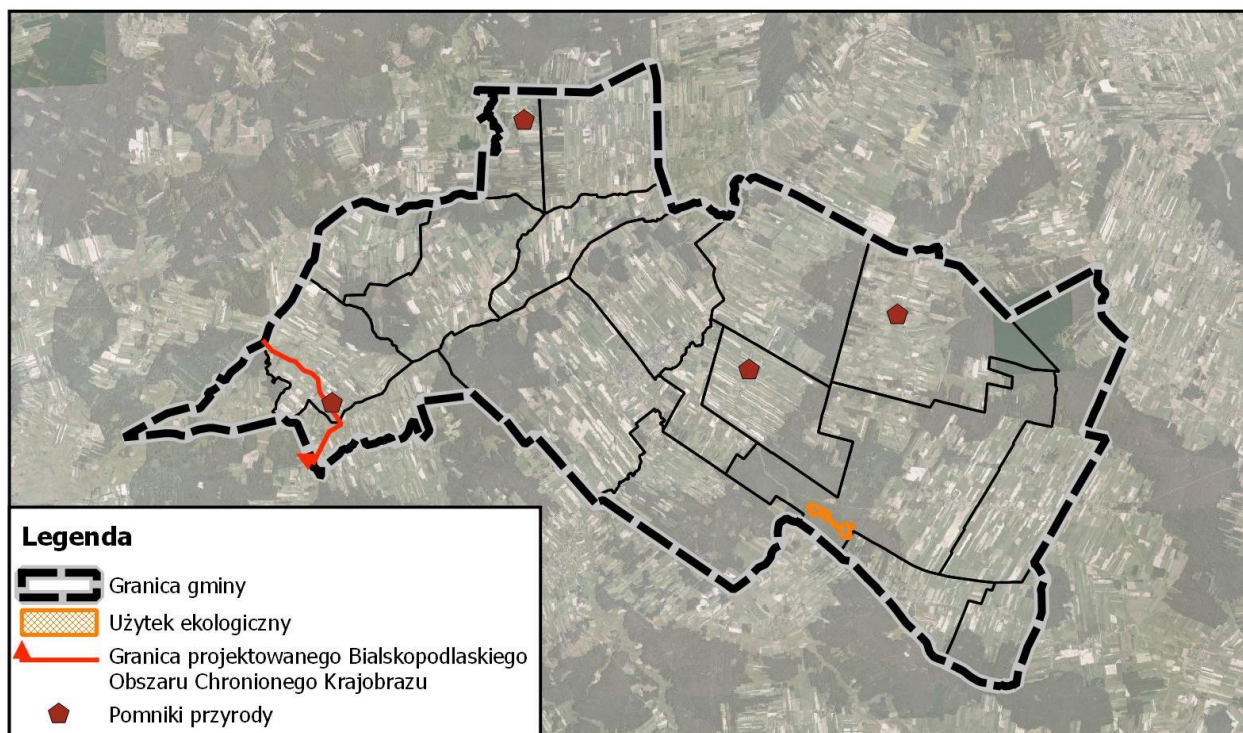 Legenda
Granica gminy
Użytek ekologiczny
Granica projektowanego Bialskopodlaskiego
Obszaru Chronionego Krajobrazu
Pomniki przyrody